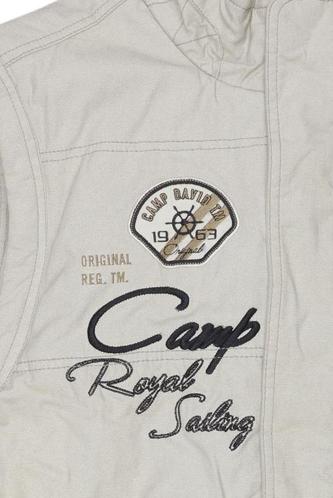 CAMP DAVID TM
19 63
Original
ORIGINAL
REG. TM.
Camp
Royal
Sailing